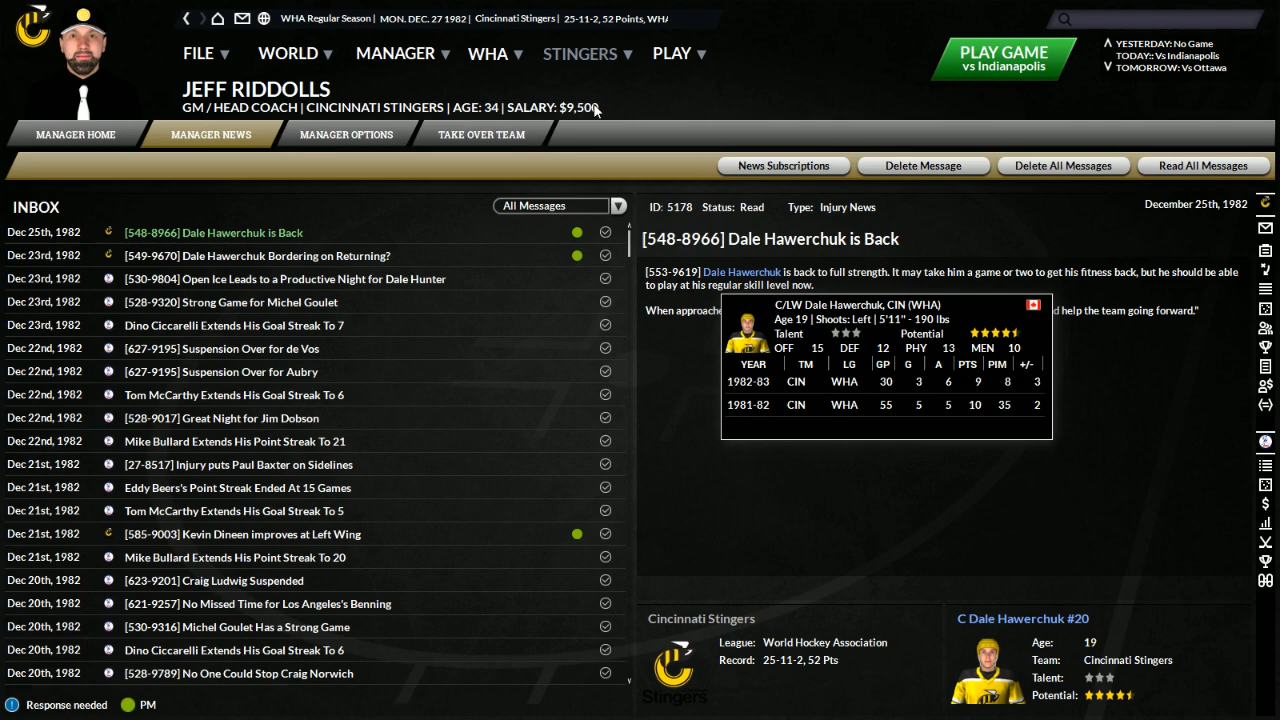 WHA Regular Season | MON. DEC. 27 1982 | Cincinnati Stingers | 25-11-2, 52 Points, WHA
FILE WORLD MANAGER WHA STINGERS PLAY
PLAY GAME
vs Indianapolis
YESTERDAY: No Game
TODAY:: Vs Indianapolis
TOMORROW: Vs Ottawa
JEFF RIDDOLLS
GM / HEAD COACH | CINCINNATI STINGERS | AGE: 34 | SALARY: $9,500
MANAGER HOME MANAGER NEWS MANAGER OPTIONS TAKE OVER TEAM
News Subscriptions Delete Message Delete All Messages Read All Messages
INBOX All Messages
Dec 25th, 1982 [548-8966] Dale Hawerchuk is Back
Dec 23rd, 1982 [549-9670] Dale Hawerchuk Bordering on Returning?
Dec 23rd, 1982 [530-9804] Open Ice Leads to a Productive Night for Dale Hunter
Dec 23rd, 1982 [528-9320] Strong Game for Michel Goulet
Dec 23rd, 1982 Dino Ciccarelli Extends His Goal Streak To 7
Dec 22nd, 1982 [627-9195] Suspension Over for de Vos
Dec 22nd, 1982 [627-9195] Suspension Over for Aubry
Dec 22nd, 1982 Tom McCarthy Extends His Goal Streak To 6
Dec 22nd, 1982 [528-9017] Great Night for Jim Dobson
Dec 22nd, 1982 Mike Bullard Extends His Point Streak To 21
Dec 21st, 1982 [27-8517] Injury puts Paul Baxter on Sidelines
Dec 21st, 1982 Eddy Beers's Point Streak Ended At 15 Games
Dec 21st, 1982 Tom McCarthy Extends His Goal Streak To 5
Dec 21st, 1982 [585-9003] Kevin Dineen improves at Left Wing
Dec 21st, 1982 Mike Bullard Extends His Point Streak To 20
Dec 20th, 1982 [623-9201] Craig Ludwig Suspended
Dec 20th, 1982 [621-9257] No Missed Time for Los Angeles's Benning
Dec 20th, 1982 [530-9316] Michel Goulet Has a Strong Game
Dec 20th, 1982 Dino Ciccarelli Extends His Goal Streak To 6
Dec 20th, 1982 [528-9789] No One Could Stop Craig Norwich
Response needed PM
ID: 5178 Status: Read Type: Injury News December 25th, 1982
[548-8966] Dale Hawerchuk is Back
[553-9619] Dale Hawerchuk is back to full strength. It may take him a game or two to get his fitness back, but he should be able
to play at his regular skill level now.
When approache d help the team going forward."
C/LW Dale Hawerchuk, CIN (WHA)
Age 19 | Shoots: Left | 5'11" - 190 lbs
Talent Potential
OFF 15 DEF 12 PHY 13 MEN 10
YEAR TM LG GP G A PTS PIM +/-
1982-83 CIN WHA 30 3 6 9 8 3
1981-82 CIN WHA 55 5 5 10 35 2
Cincinnati Stingers
League: World Hockey Association
Record: 25-11-2, 52 Pts
Stingers
C Dale Hawerchuk #20
Age: 19
Team: Cincinnati Stingers
Talent:
Potential: